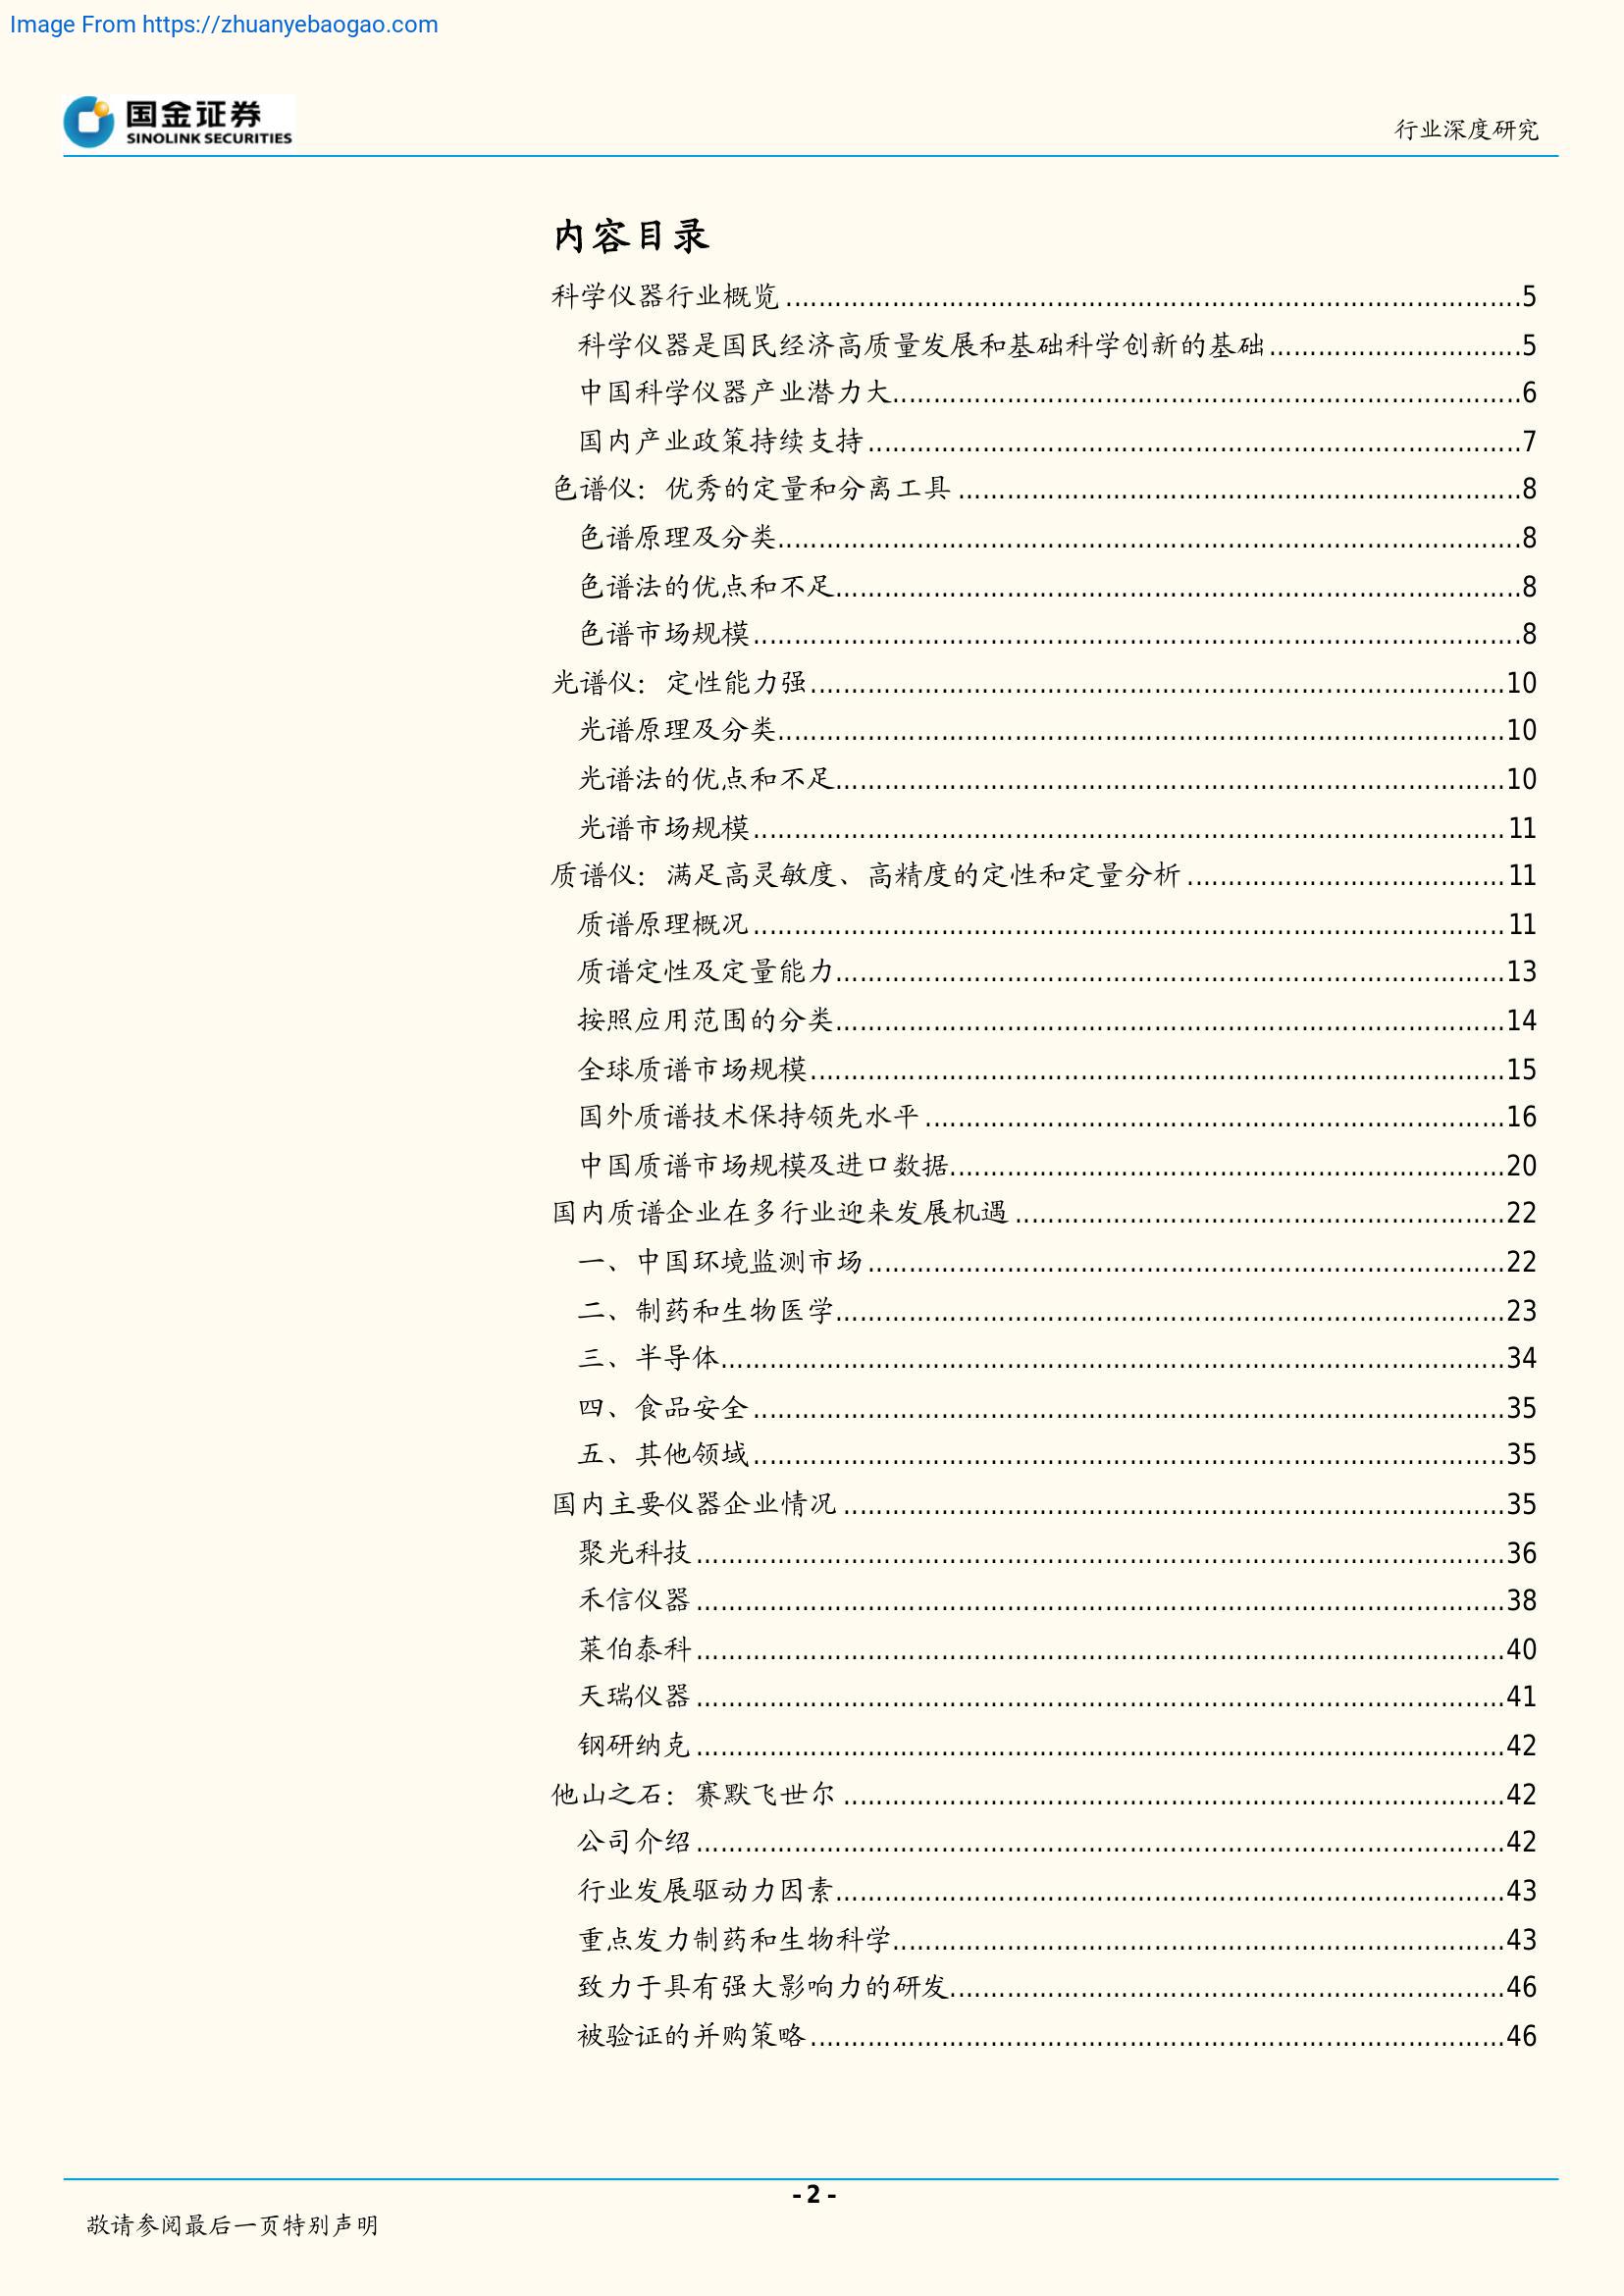 Image From https://zhuanyebaogao.com
国金证券
SINOLINK SECURITIES
行业深度研究
内容目录
科学仪器行业概览.....5
科学仪器是国民经济高质量发展和基础科学创新的基础.....5
中国科学仪器产业潜力大.....6
国内产业政策持续支持.....7
色谱仪：优秀的定量和分离工具.....8
色谱原理及分类.....8
色谱法的优点和不足.....8
色谱市场规模.....8
光谱仪：定性能力强.....10
光谱原理及分类.....10
光谱法的优点和不足.....10
光谱市场规模.....11
质谱仪：满足高灵敏度、高精度的定性和定量分析.....11
质谱原理概况.....11
质谱定性及定量能力.....13
按照应用范围的分类.....14
全球质谱市场规模.....15
国外质谱技术保持领先水平.....16
中国质谱市场规模及进口数据.....20
国内质谱企业在多行业迎来发展机遇.....22
一、中国环境监测市场.....22
二、制药和生物医学.....23
三、半导体.....34
四、食品安全.....35
五、其他领域.....35
国内主要仪器企业情况.....35
聚光科技.....36
禾信仪器.....38
莱伯泰科.....40
天瑞仪器.....41
钢研纳克.....42
他山之石：赛默飞世尔.....42
公司介绍.....42
行业发展驱动力因素.....43
重点发力制药和生物科学.....43
致力于具有强大影响力的研发.....46
被验证的并购策略.....46
- 2 -
敬请参阅最后一页特别声明